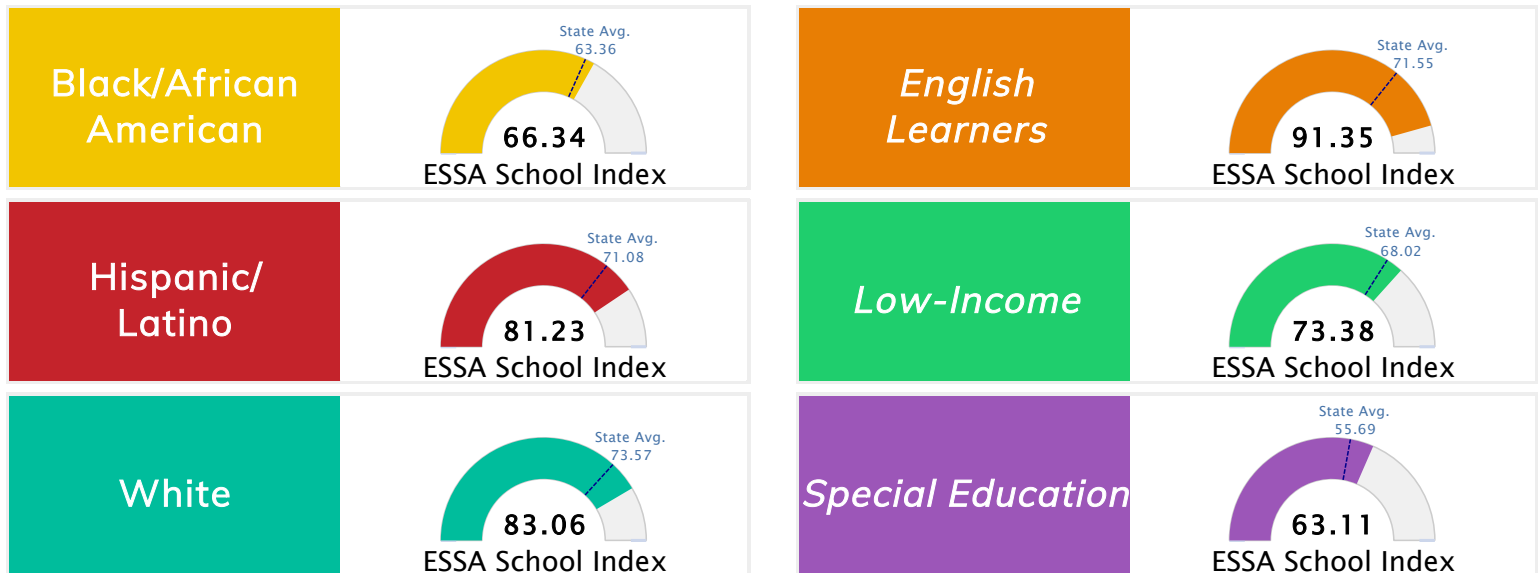 Black/African
American
State Avg.
63.36
66.34
ESSA School Index
English
Learners
State Avg.
71.55
91.35
ESSA School Index
Hispanic/
Latino
State Avg.
71.08
81.23
ESSA School Index
Low-Income
State Avg.
68.02
73.38
ESSA School Index
White
State Avg.
73.57
83.06
ESSA School Index
Special Education
State Avg.
55.69
63.11
ESSA School Index